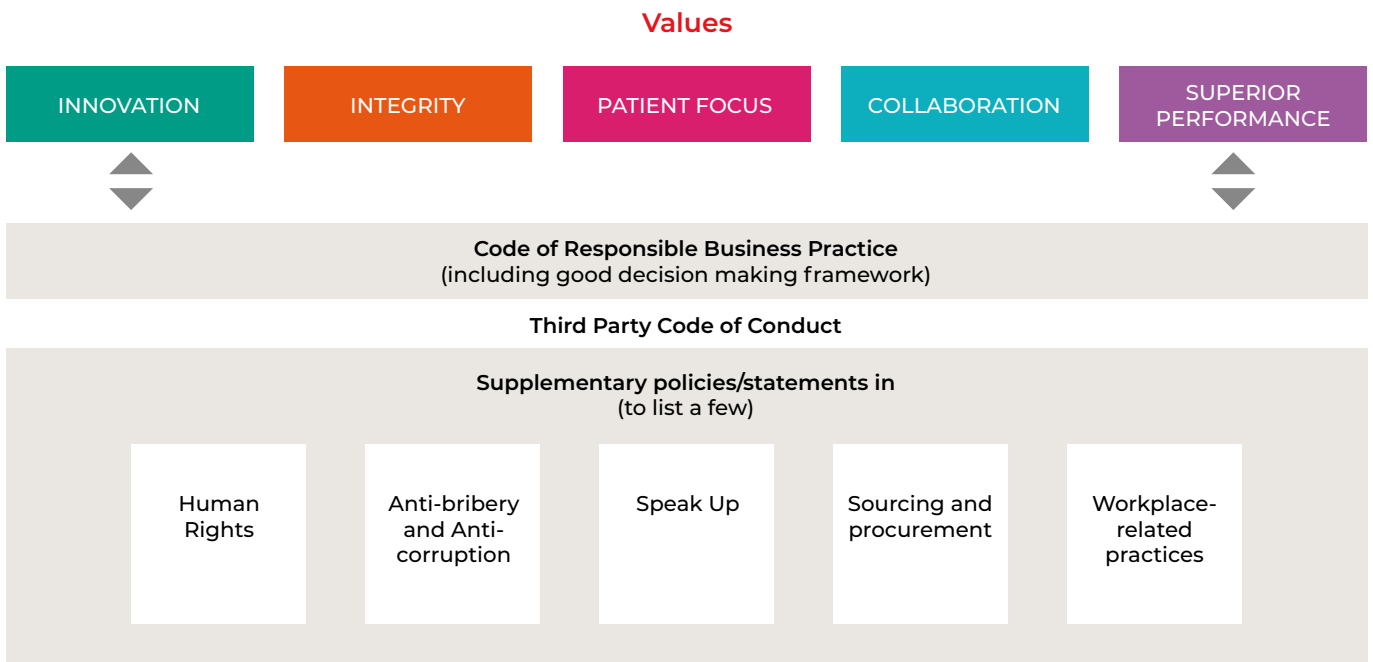 Values
INNOVATION
INTEGRITY
PATIENT FOCUS
COLLABORATION
SUPERIOR
PERFORMANCE
Code of Responsible Business Practice
(including good decision making framework)
Third Party Code of Conduct
Supplementary policies/statements in
(to list a few)
Human
Rights
Anti-bribery
and Anti-
corruption
Speak Up
Sourcing and
procurement
Workplace-
related
practices